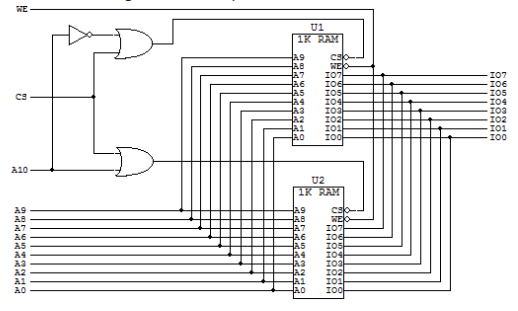 WE
U1
1K RAM
A9 CS
A8 WE
A7 IO7 IO7
A6 IO6 IO6
CS A5 IO5 IO5
A4 IO4 IO4
A3 IO3 IO3
A2 IO2 IO2
A1 IO1 IO1
A0 IO0 IO0
A10
U2
1K RAM
A9 A9 CS
A8 A8 WE
A7 A7 IO7
A6 A6 IO6
A5 A5 IO5
A4 A4 IO4
A3 A3 IO3
A2 A2 IO2
A1 A1 IO1
A0 A0 IO0